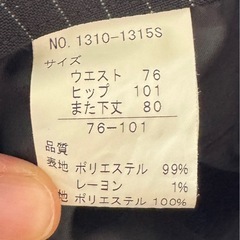 NO. 1310-1315S
サイズ
ウエスト 76
ヒップ 101
また下丈 80
76-101
品質
表地 ポリエステル 99%
レーヨン 1%
ポリエステル 100%